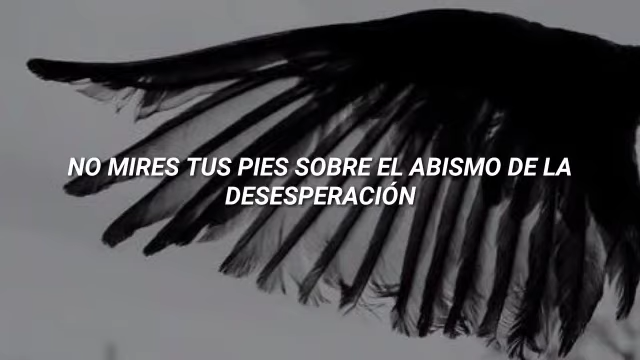 NO MIRES TUS PIES SOBRE EL ABISMO DE LA
DESESPERACIÓN